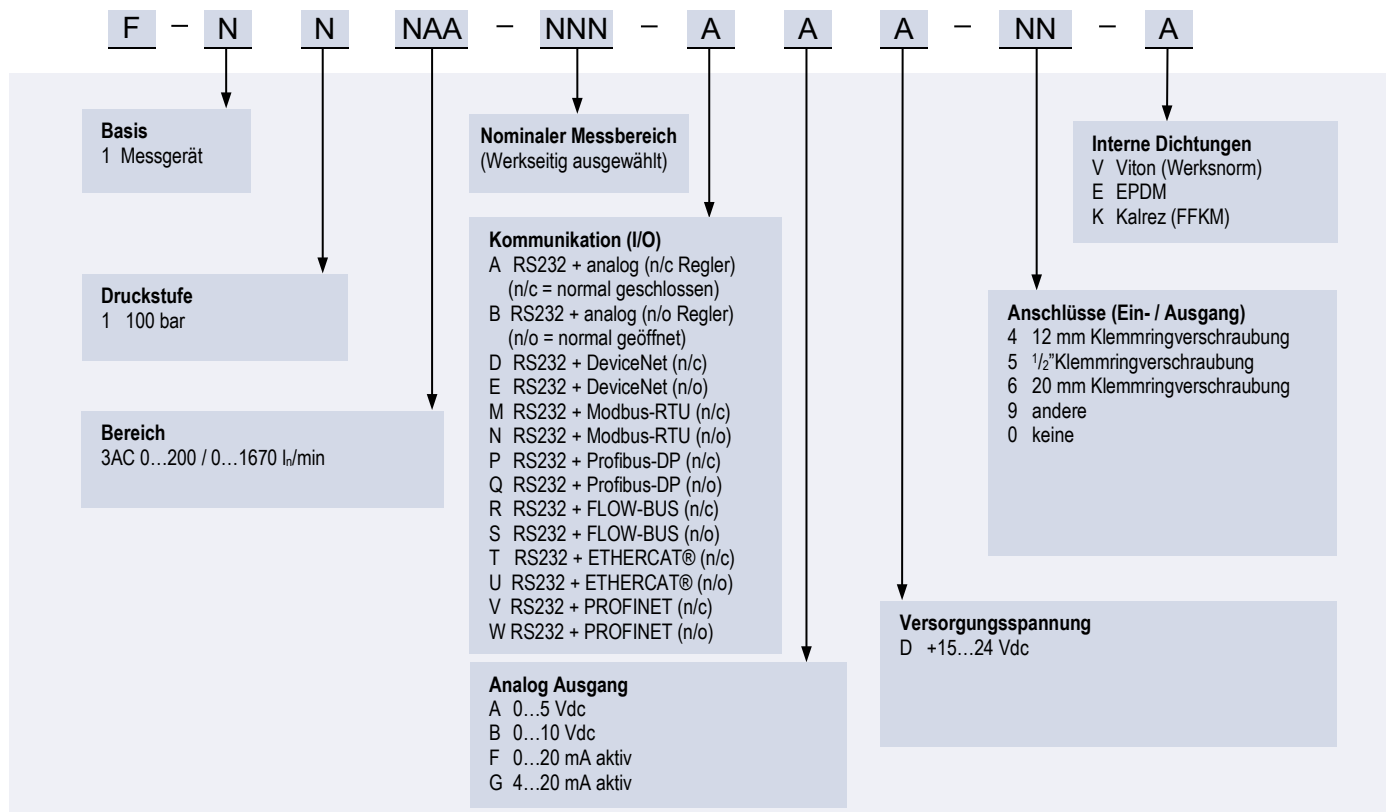 F – N N NAA – NNN – A A A – NN – A
Basis
1 Messgerät
Druckstufe
1 100 bar
Bereich
3AC 0…200 / 0…1670 lₙ/min
Nominaler Messbereich
(Werkseitig ausgewählt)
Kommunikation (I/O)
A RS232 + analog (n/c Regler)
(n/c = normal geschlossen)
B RS232 + analog (n/o Regler)
(n/o = normal geöffnet)
D RS232 + DeviceNet (n/c)
E RS232 + DeviceNet (n/o)
M RS232 + Modbus-RTU (n/c)
N RS232 + Modbus-RTU (n/o)
P RS232 + Profibus-DP (n/c)
Q RS232 + Profibus-DP (n/o)
R RS232 + FLOW-BUS (n/c)
S RS232 + FLOW-BUS (n/o)
T RS232 + ETHERCAT® (n/c)
U RS232 + ETHERCAT® (n/o)
V RS232 + PROFINET (n/c)
W RS232 + PROFINET (n/o)
Analog Ausgang
A 0…5 Vdc
B 0…10 Vdc
F 0…20 mA aktiv
G 4…20 mA aktiv
Versorgungsspannung
D +15…24 Vdc
Anschlüsse (Ein- / Ausgang)
4 12 mm Klemmringverschraubung
5 1/2”Klemmringverschraubung
6 20 mm Klemmringverschraubung
9 andere
0 keine
Interne Dichtungen
V Viton (Werksnorm)
E EPDM
K Kalrez (FFKM)